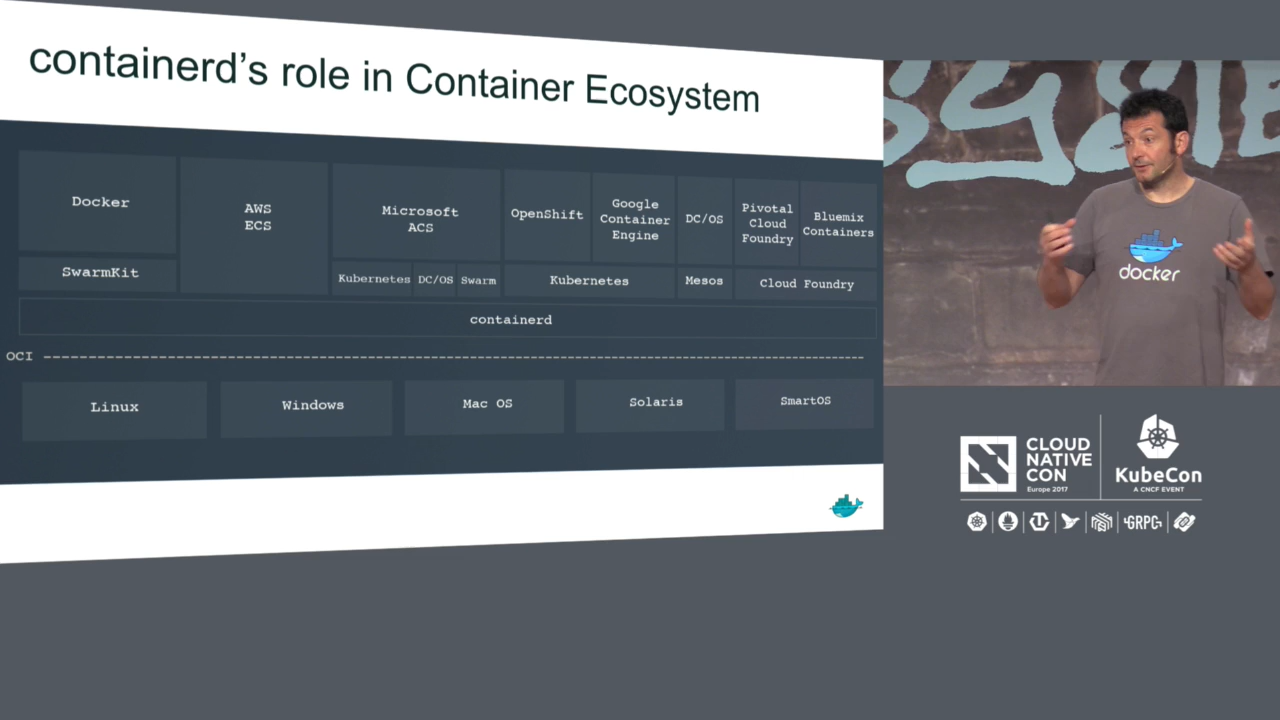 containerd's role in Container Ecosystem
Docker
AWS
ECS
Microsoft
ACS
OpenShift
Google
Container
Engine
DC/OS
Pivotal
Cloud
Foundry
Bluemix
Containers
SwarmKit
Kubernetes
DC/OS
Swarm
Kubernetes
Mesos
Cloud Foundry
containerd
OCI
Linux
Windows
Mac OS
Solaris
SmartOS
docker
CLOUD
NATIVE
CON
Europe 2017
KubeCon
A CNCF EVENT
GRPC